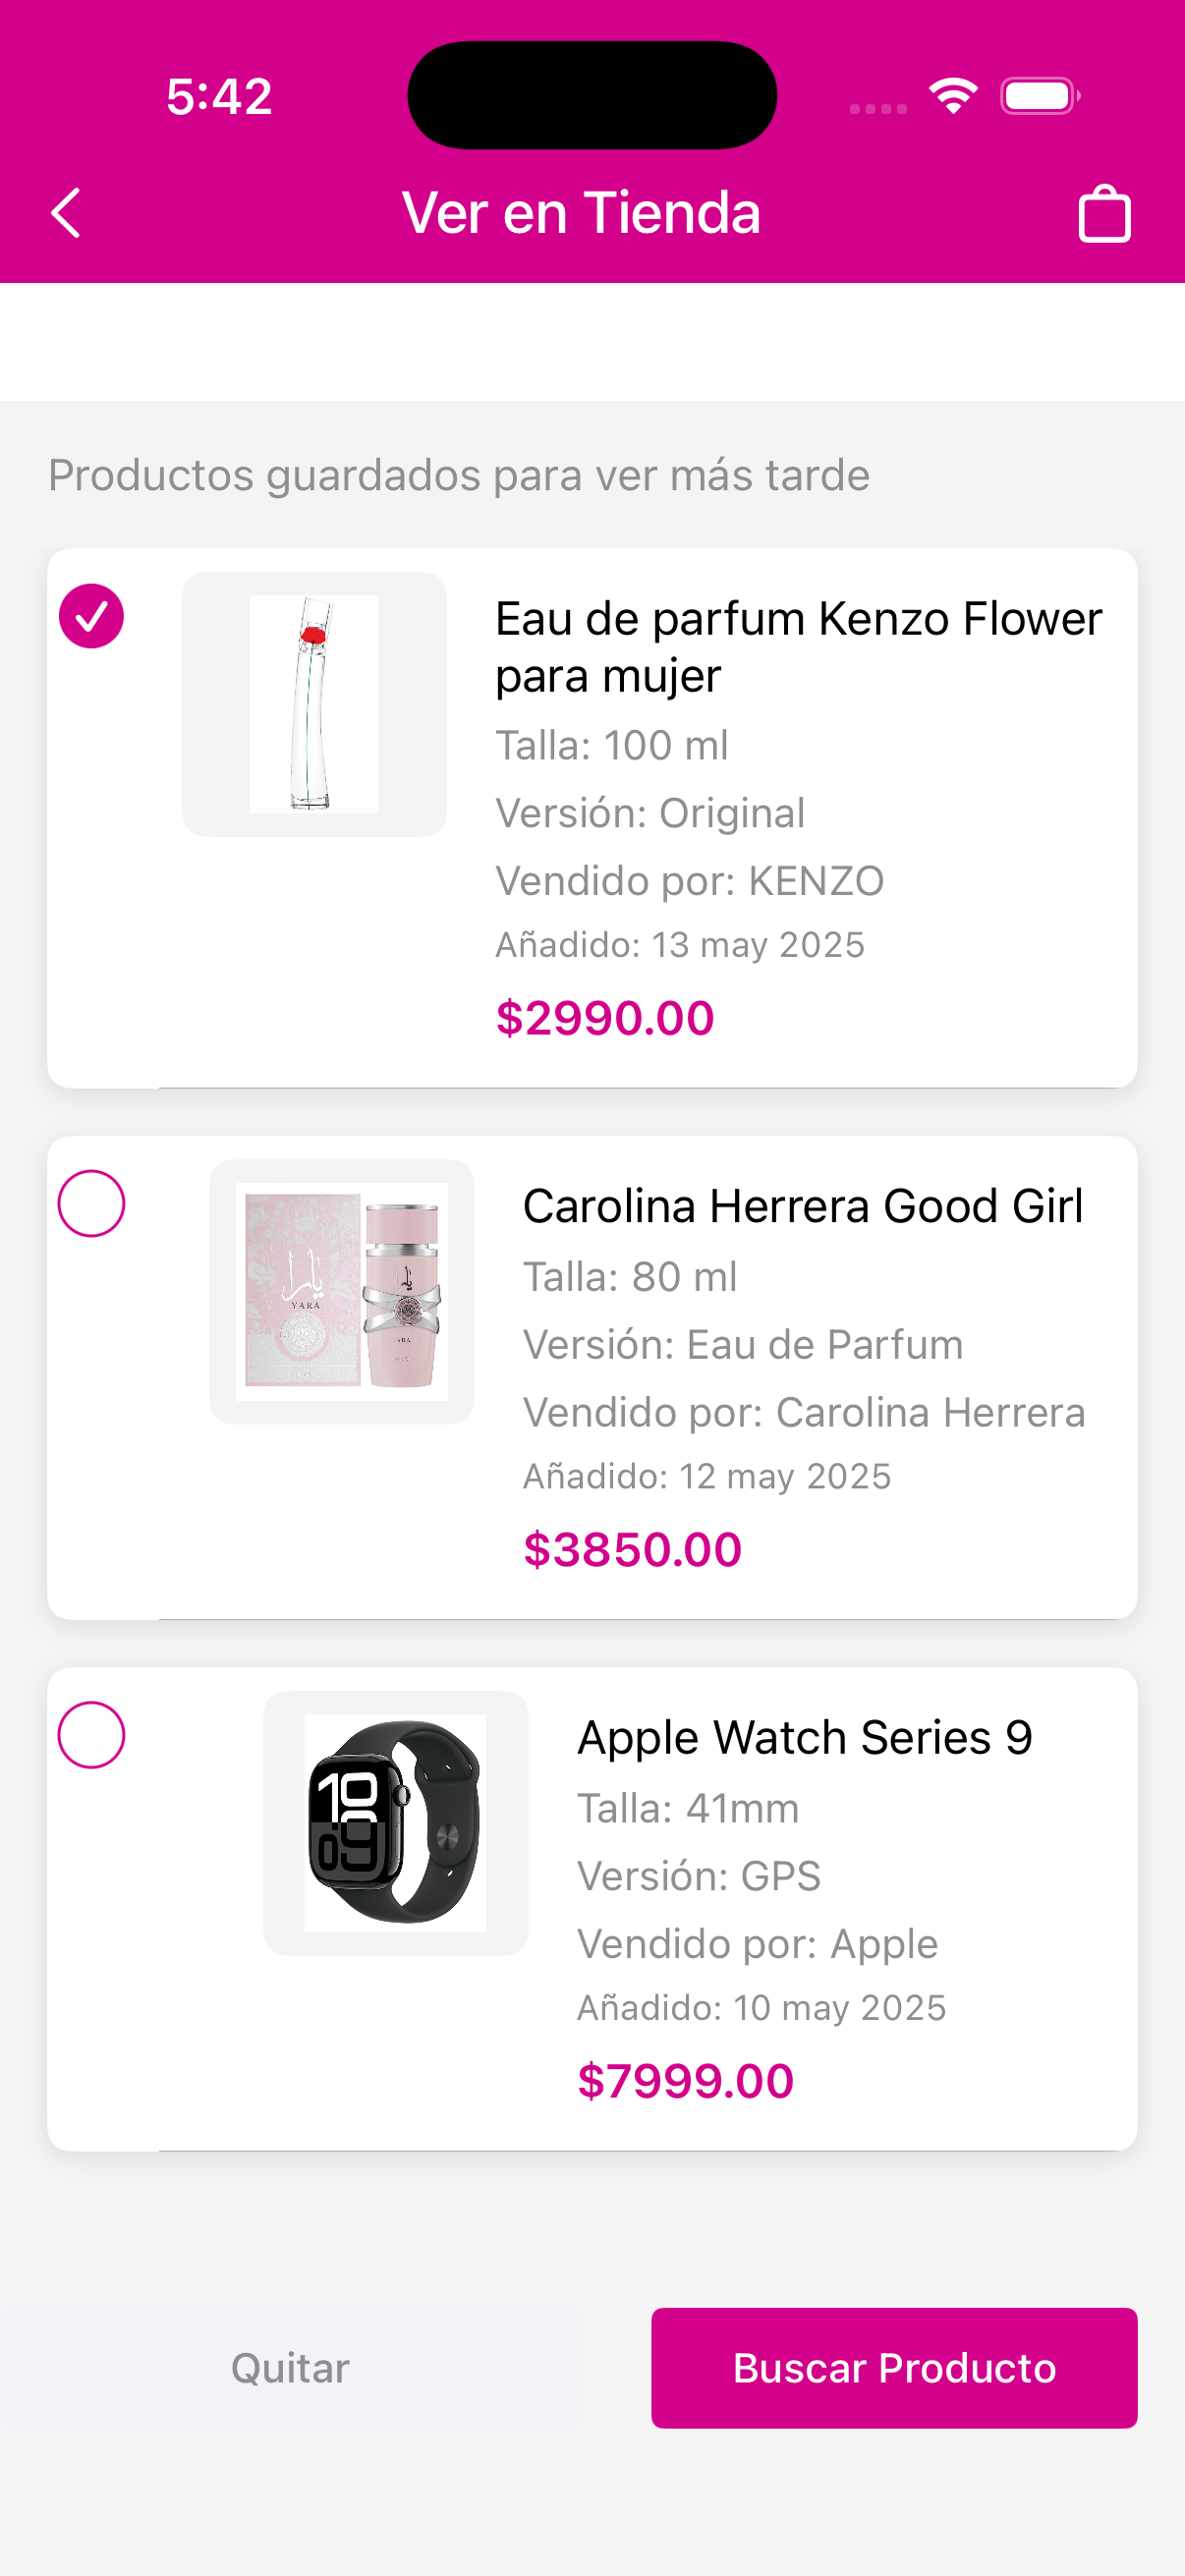 5:42
Ver en Tienda
Productos guardados para ver más tarde
Eau de parfum Kenzo Flower
para mujer
Talla: 100 ml
Versión: Original
Vendido por: KENZO
Añadido: 13 may 2025
$2990.00
يارا
YARA
YARA
Carolina Herrera Good Girl
Talla: 80 ml
Versión: Eau de Parfum
Vendido por: Carolina Herrera
Añadido: 12 may 2025
$3850.00
10
09
Apple Watch Series 9
Talla: 41mm
Versión: GPS
Vendido por: Apple
Añadido: 10 may 2025
$7999.00
Quitar
Buscar Producto